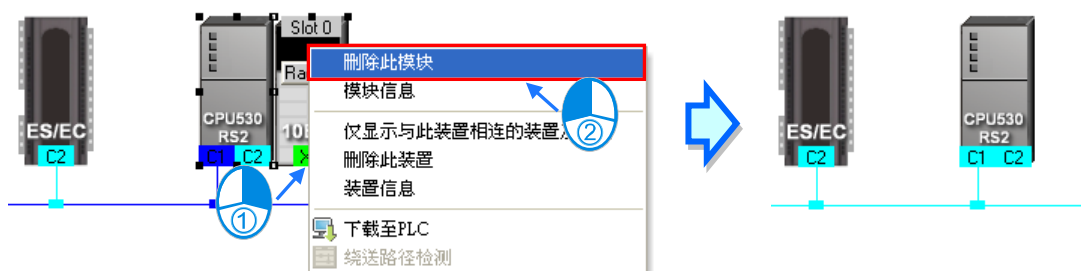 Slot 0
Ra
删除此模块
模块信息
仅显示与此装置相连的装置
删除此装置
装置信息
下载至PLC
绕送路径检测
ES/EC
C2
CPU530
RS2
C1 C2
10E
X
①
②
ES/EC
C2
CPU530
RS2
C1 C2